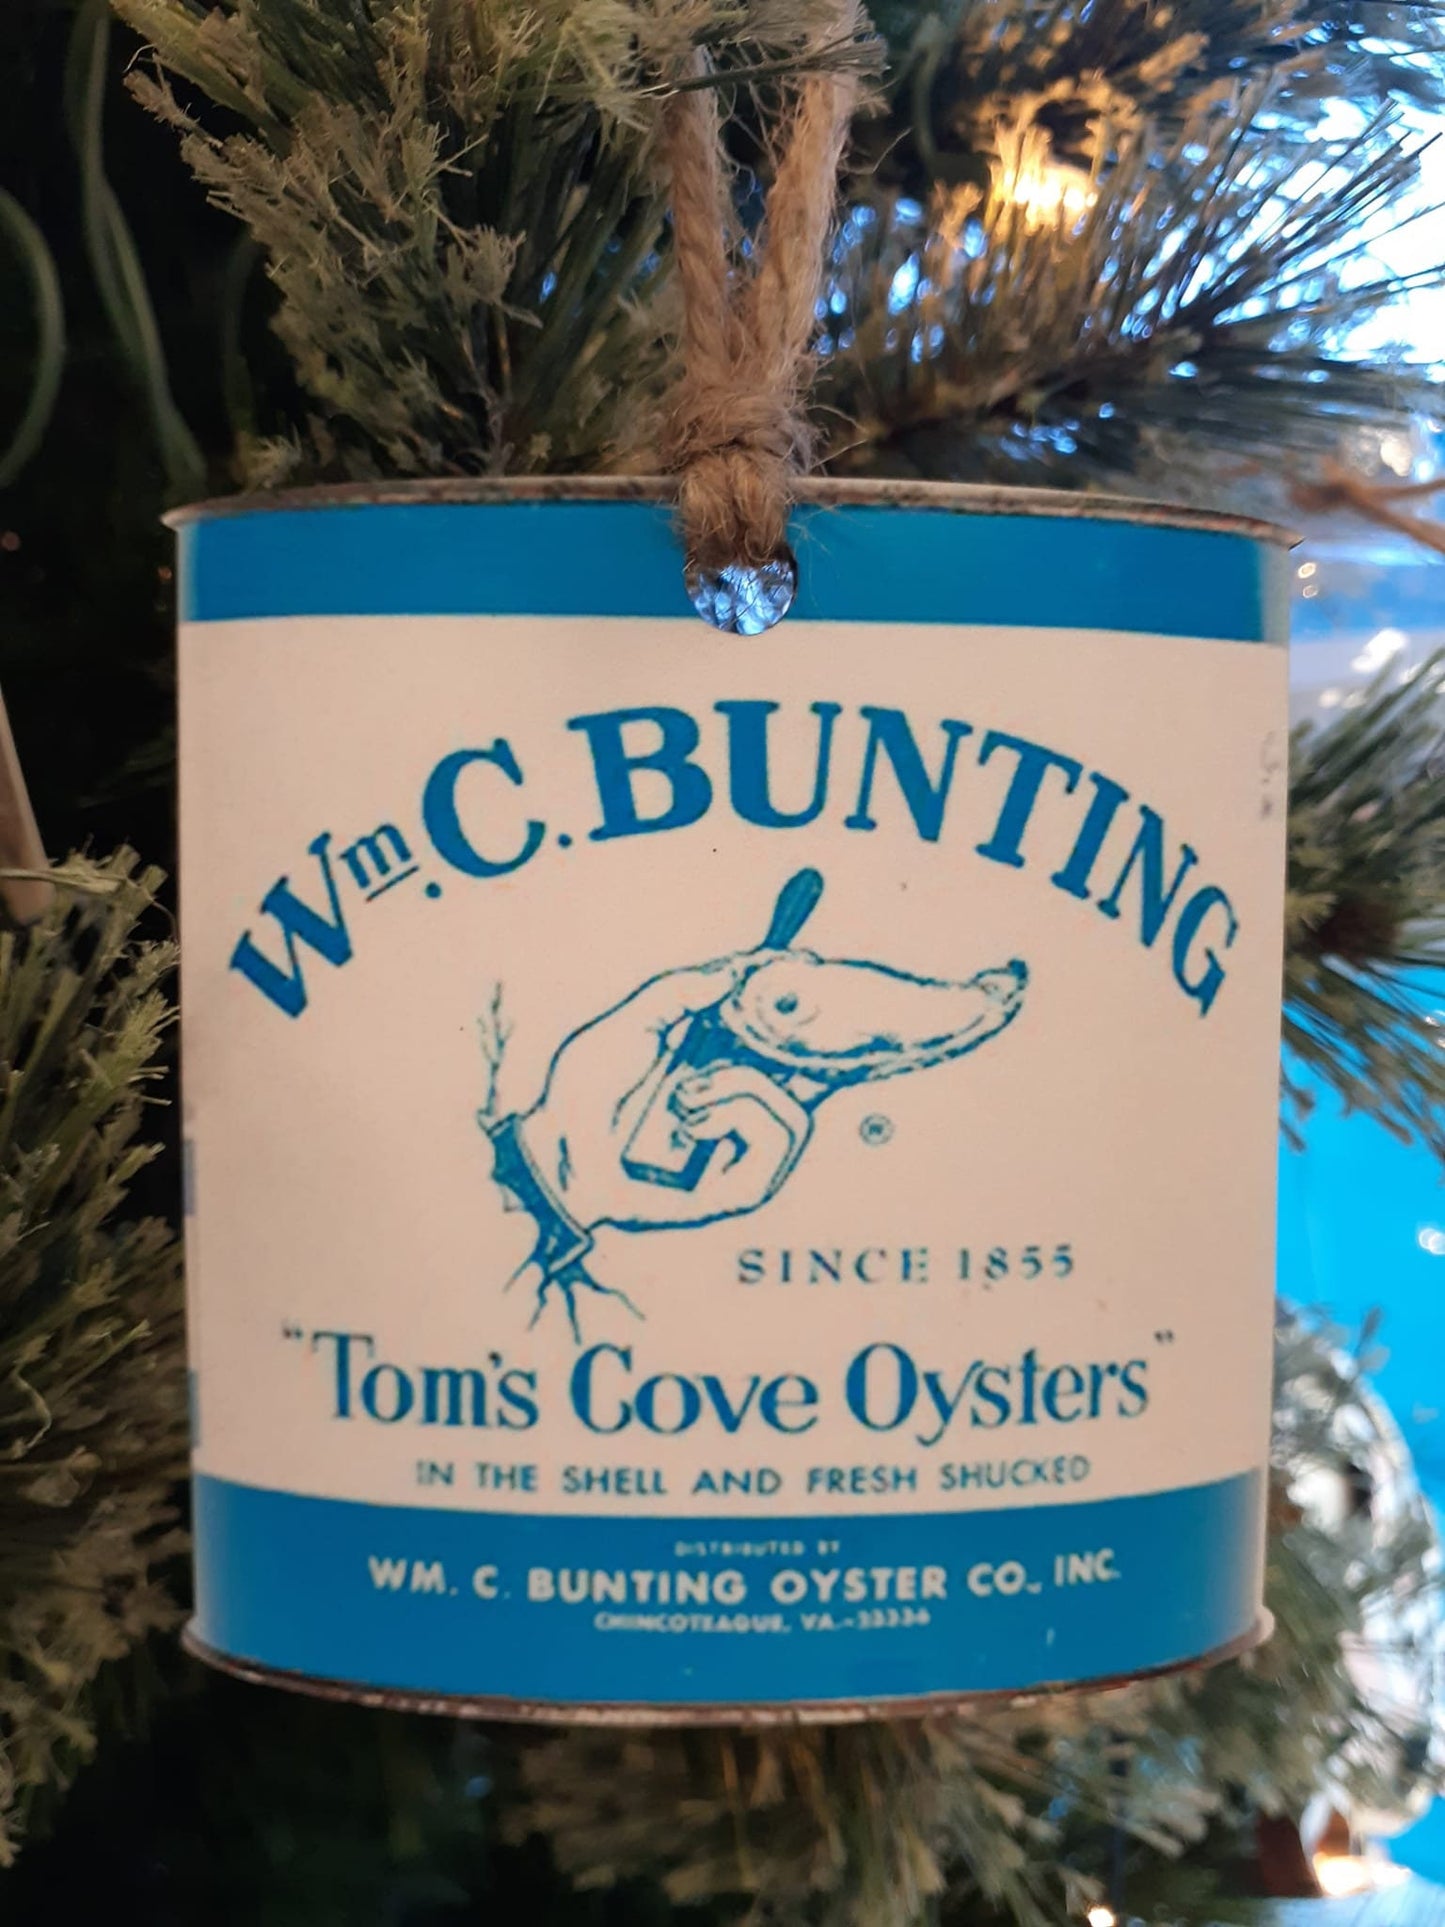 Wm. C. BUNTING
®
SINCE 1855
"Tom's Cove Oysters"
IN THE SHELL AND FRESH SHUCKED
DISTRIBUTED BY
WM. C. BUNTING OYSTER CO., INC.
CHINCOTEAGUE, VA.-23336